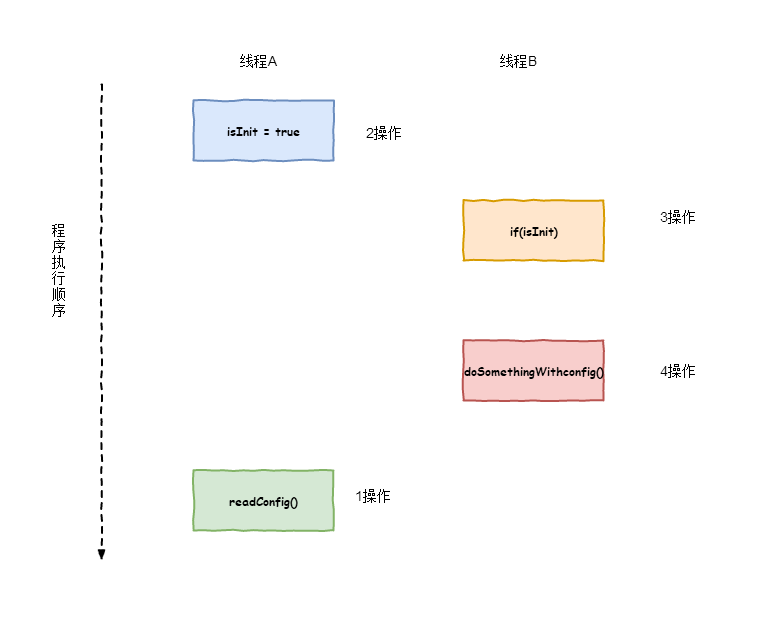 线程A
线程B
isInit = true
2操作
3操作
if(isInit)
程序执行顺序
doSomethingWithconfig()
4操作
readConfig()
1操作